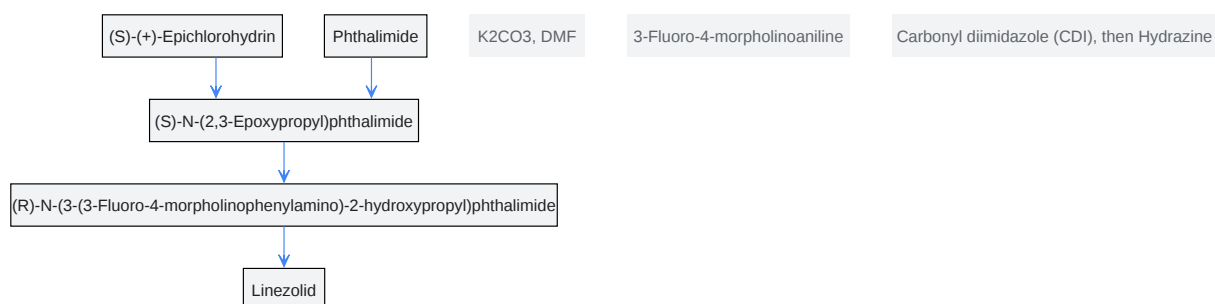 (S)-(+)-Epichlorohydrin
Phthalimide
K2CO3, DMF
3-Fluoro-4-morpholinoaniline
Carbonyl diimidazole (CDI), then Hydrazine
(S)-N-(2,3-Epoxypropyl)phthalimide
(R)-N-(3-(3-Fluoro-4-morpholinophenylamino)-2-hydroxypropyl)phthalimide
Linezolid